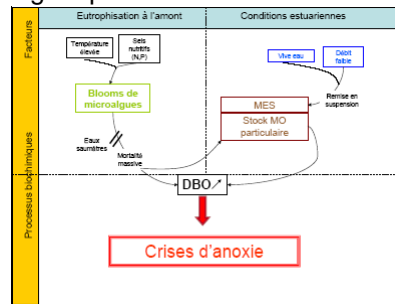 Eutrophisation à l'amont
Conditions estuariennes
Facteurs
Température
élevée
Sels
nutritifs
(N,P)
Vive eau
Débit
faible
Blooms de
microalgues
Remise en
suspension
MES
Stock MO
particulaire
Eaux
saumâtres
Mortalité
massive
Processus biochimiques
DBO
Crises d'anoxie